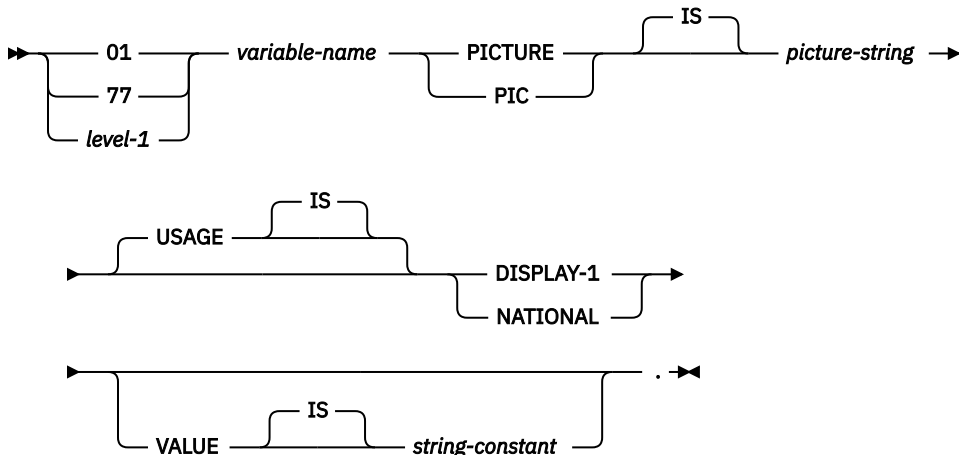 IS
01 variable-name PICTURE picture-string
77 PIC
level-1
IS
USAGE
DISPLAY-1
NATIONAL
.
IS
VALUE string-constant